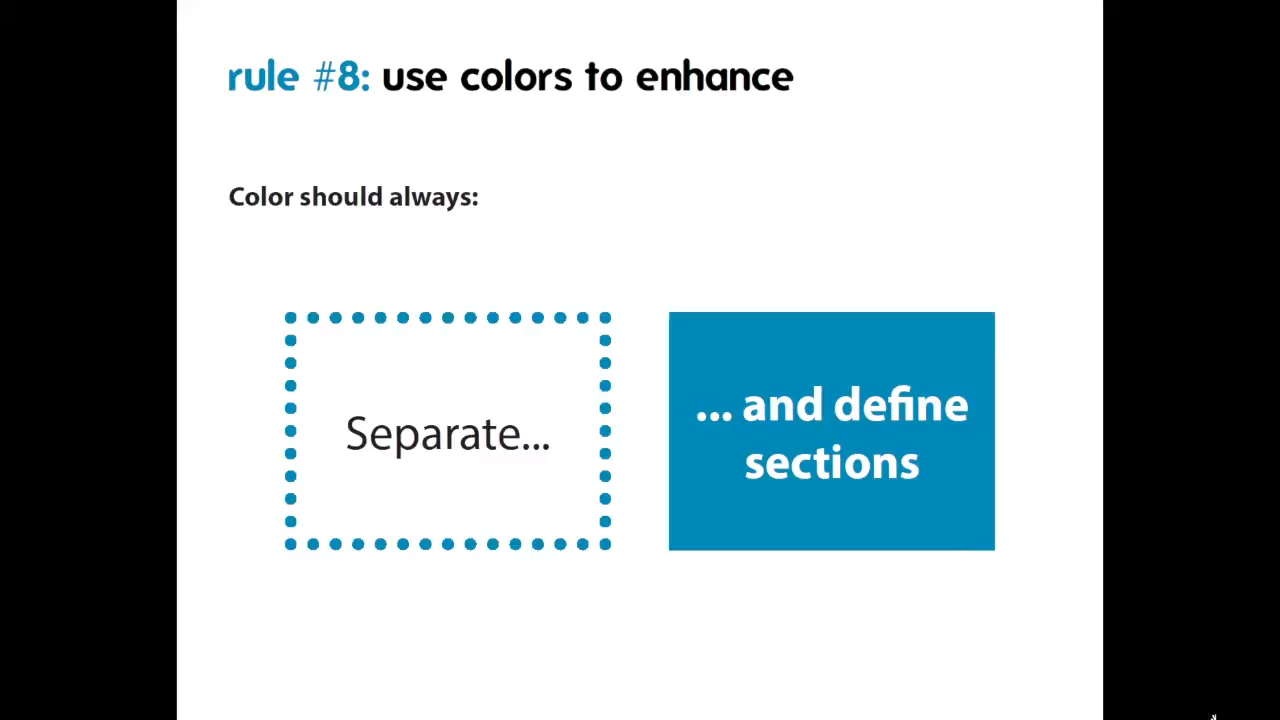 rule #8: use colors to enhance
Color should always:
Separate...
... and define
sections